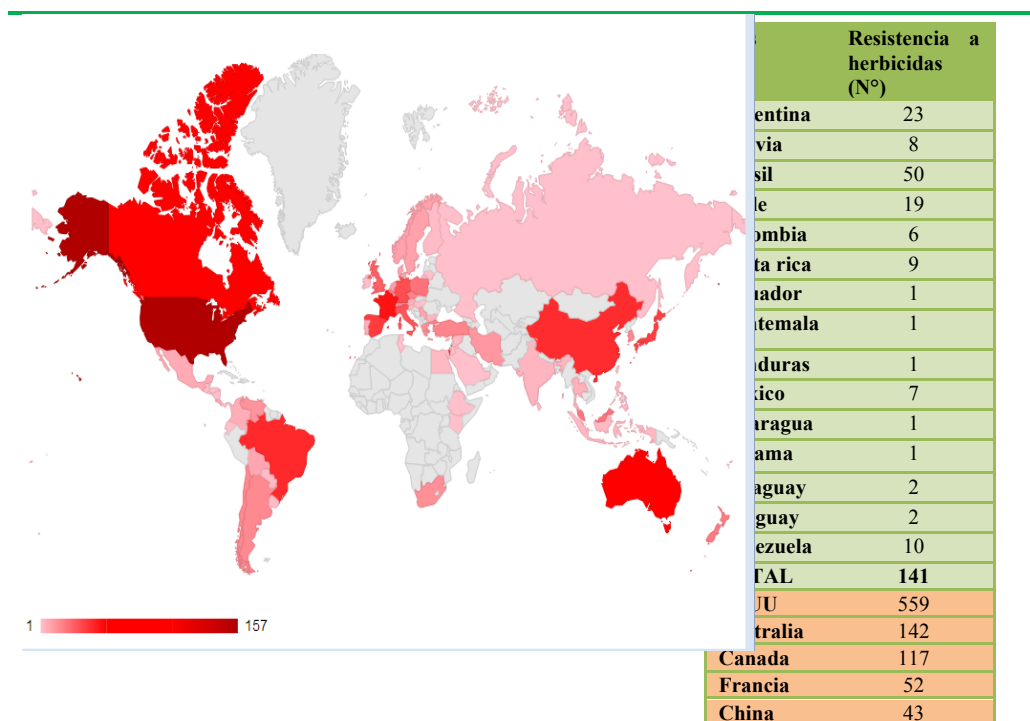 1 157
s Resistencia a
herbicidas
(N°)
entina 23
via 8
sil 50
le 19
ombia 6
ta rica 9
uador 1
atemala 1
duras 1
xico 7
aragua 1
ama 1
aguay 2
guay 2
ezuela 10
TAL 141
UU 559
tralia 142
Canada 117
Francia 52
China 43